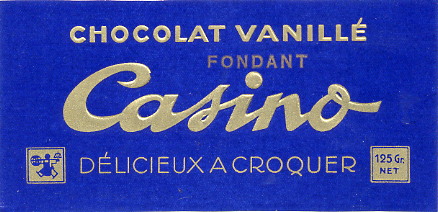 CHOCOLAT VANILLÉ
FONDANT
Casino
DÉLICIEUX A CROQUER
125 Gr.
NET